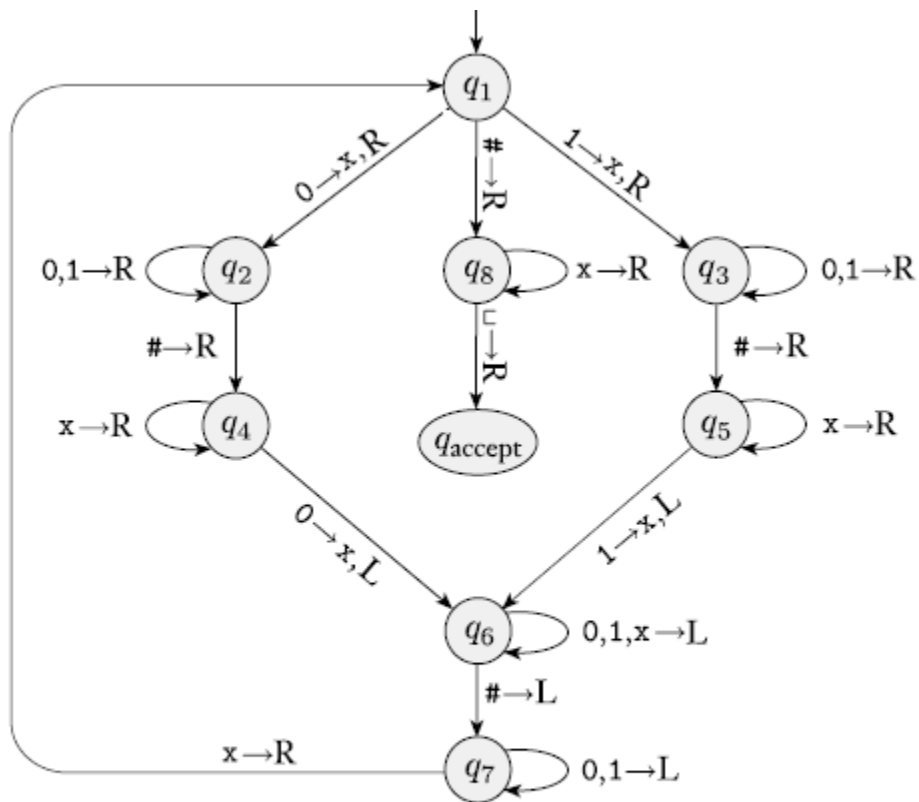 q₁
0→x,R
#→R
1→x,R
0,1→R
q₂
q₈
x→R
q₃
0,1→R
#→R
⊔→R
#→R
x→R
q₄
q_accept
q₅
x→R
0→x,L
1→x,L
q₆
0,1,x→L
#→L
x→R
q₇
0,1→L